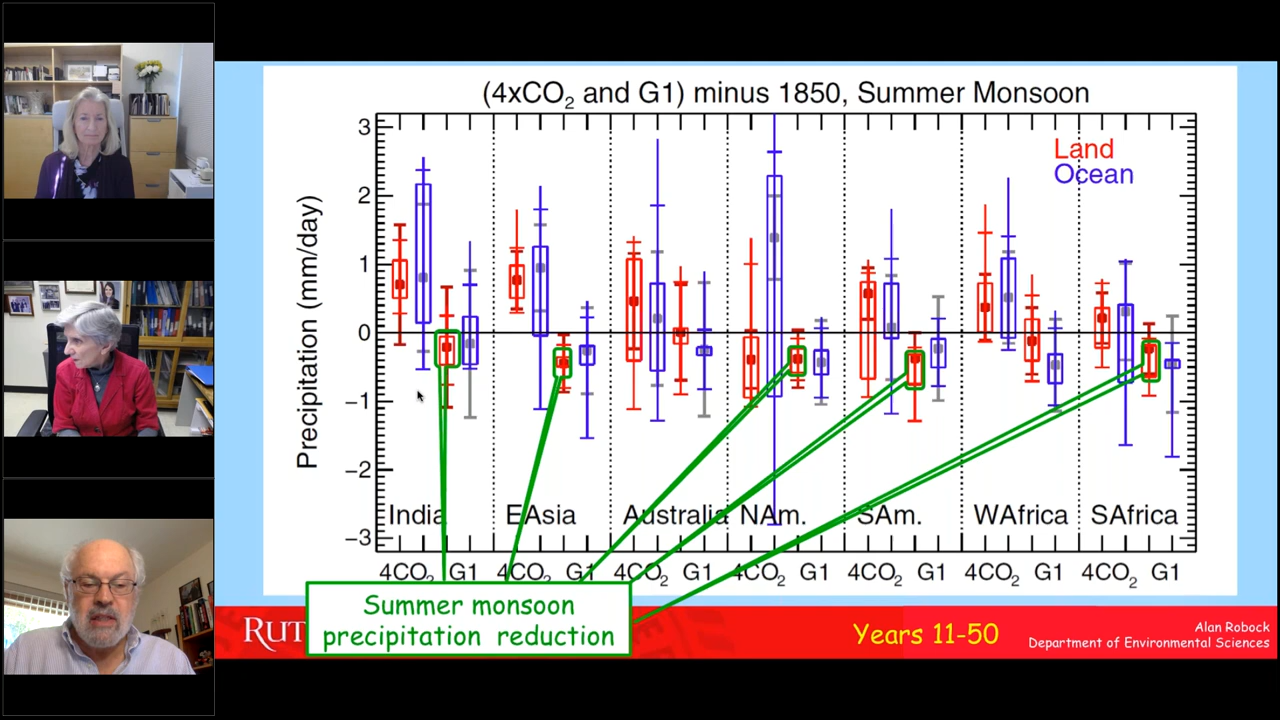 (4xCO₂ and G1) minus 1850, Summer Monsoon
Land
Ocean
Precipitation (mm/day)
3
2
1
0
−1
−2
−3
India
EAsia
Australia
NAm.
SAm.
WAfrica
SAfrica
4CO₂ G1 4CO₂ G1 4CO₂ G1 4CO₂ G1 4CO₂ G1 4CO₂ G1 4CO₂ G1
Summer monsoon
precipitation reduction
Years 11-50
Alan Robock
Department of Environmental Sciences